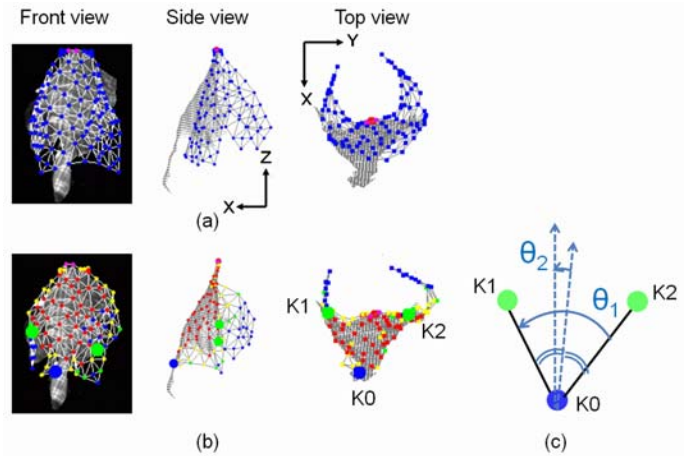 Front view
Side view
Top view
Y
X
Z
X
(a)
θ2
θ1
K1
K2
K0
K1
K2
K0
(b)
(c)